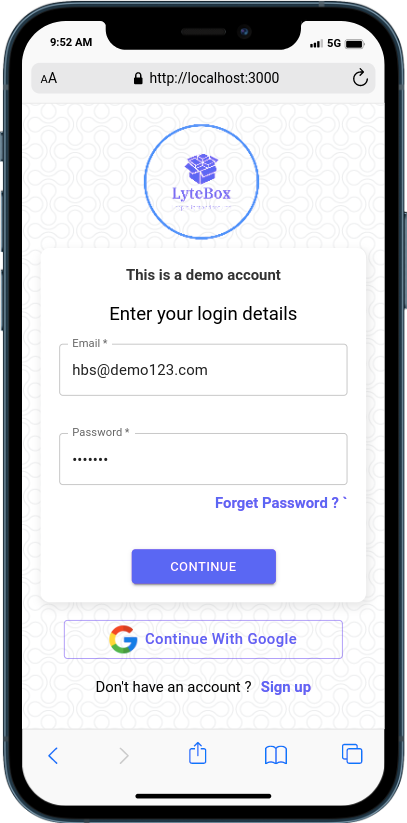 9:52 AM
5G
AA
http://localhost:3000
LyteBox
This is a demo account
Enter your login details
Email *
hbs@demo123.com
Password *
•••••••
Forget Password ? `
CONTINUE
Continue With Google
Don't have an account ? Sign up